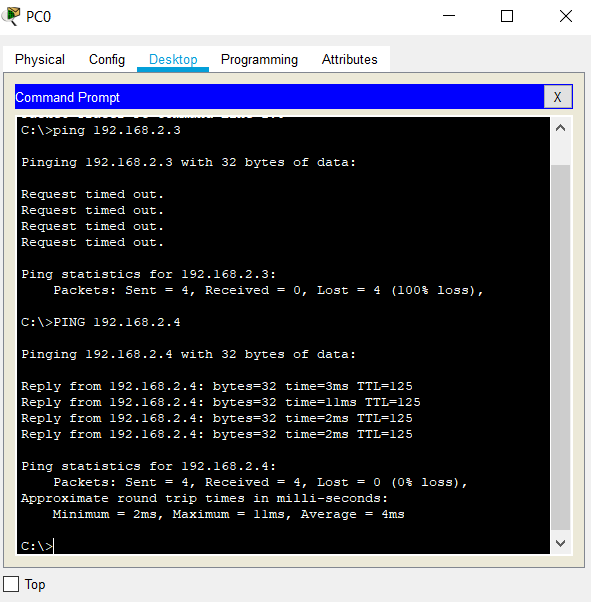 PC0
Physical Config Desktop Programming Attributes
Command Prompt X
C:\>ping 192.168.2.3
Pinging 192.168.2.3 with 32 bytes of data:
Request timed out.
Request timed out.
Request timed out.
Request timed out.
Ping statistics for 192.168.2.3:
Packets: Sent = 4, Received = 0, Lost = 4 (100% loss),
C:\>PING 192.168.2.4
Pinging 192.168.2.4 with 32 bytes of data:
Reply from 192.168.2.4: bytes=32 time=3ms TTL=125
Reply from 192.168.2.4: bytes=32 time=11ms TTL=125
Reply from 192.168.2.4: bytes=32 time=2ms TTL=125
Reply from 192.168.2.4: bytes=32 time=2ms TTL=125
Ping statistics for 192.168.2.4:
Packets: Sent = 4, Received = 4, Lost = 0 (0% loss),
Approximate round trip times in milli-seconds:
Minimum = 2ms, Maximum = 11ms, Average = 4ms
C:\>
Top